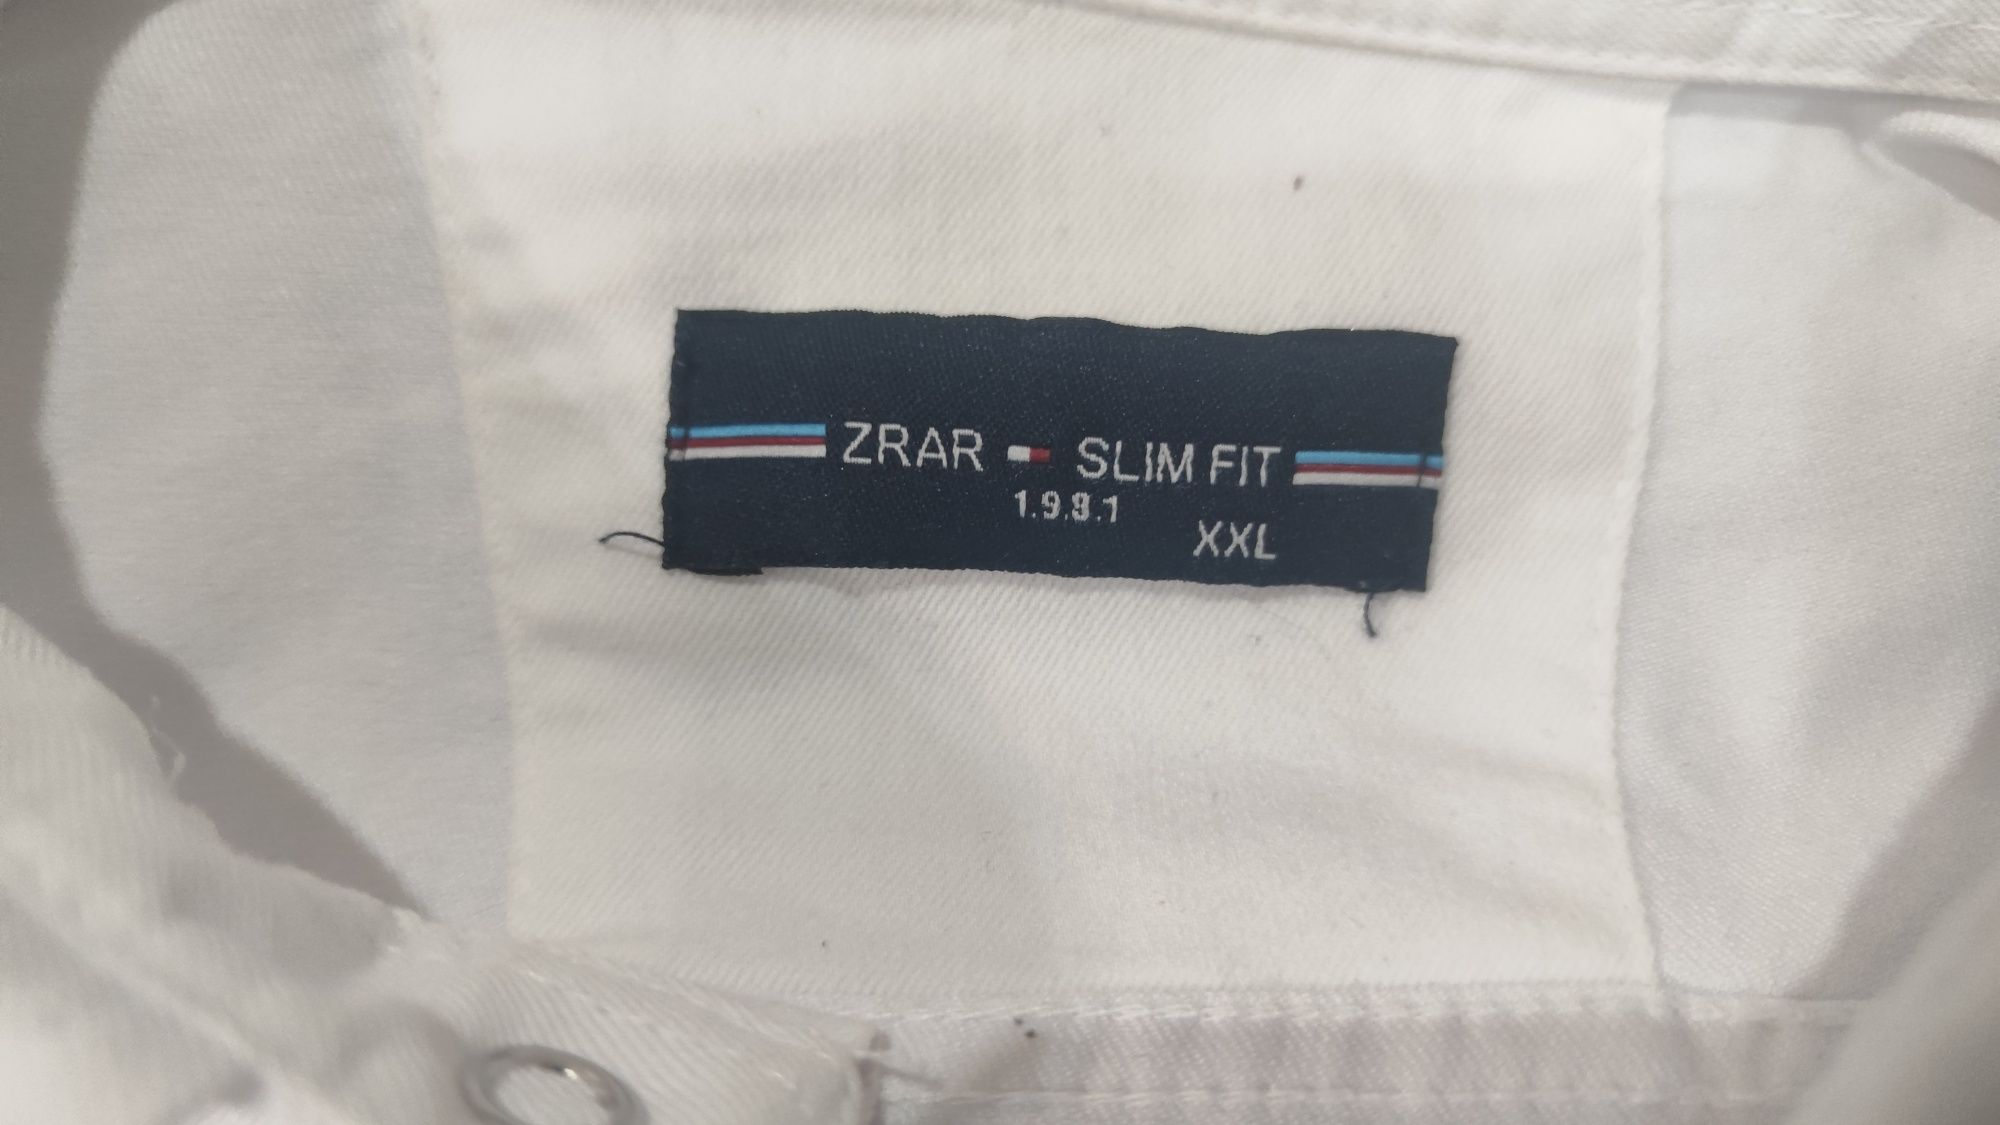 ZRAR SLIM FIT
1.9.8.1
XXL